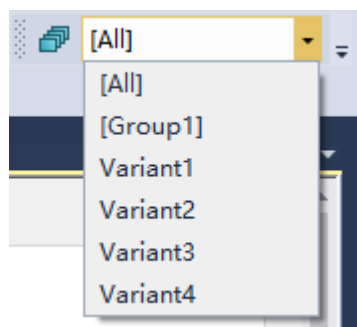 [All]
[All]
[Group1]
Variant1
Variant2
Variant3
Variant4